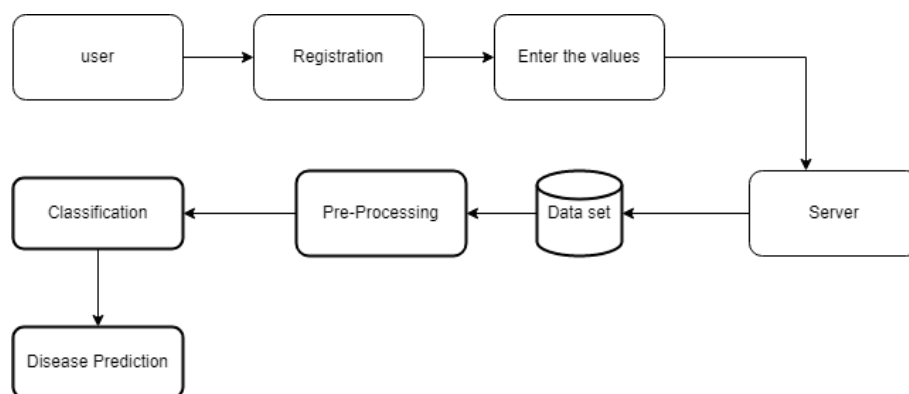 user
Registration
Enter the values
Server
Data set
Pre-Processing
Classification
Disease Prediction